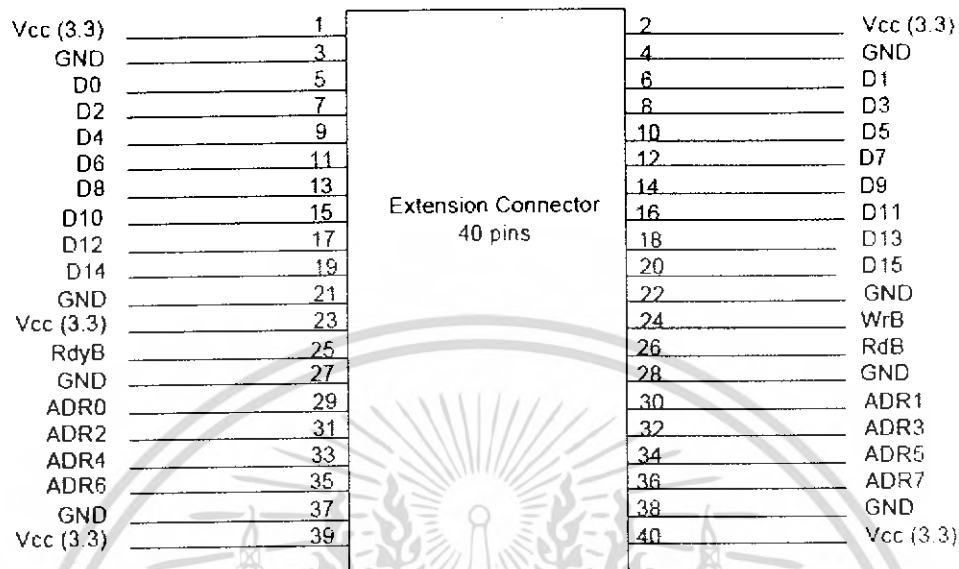 Vcc (3.3) 1 2 Vcc (3.3)
GND 3 4 GND
D0 5 6 D1
D2 7 8 D3
D4 9 10 D5
D6 11 12 D7
D8 13 14 D9
D10 15 Extension Connector 16 D11
D12 17 40 pins 18 D13
D14 19 20 D15
GND 21 22 GND
Vcc (3.3) 23 24 WrB
RdyB 25 26 RdB
GND 27 28 GND
ADR0 29 30 ADR1
ADR2 31 32 ADR3
ADR4 33 34 ADR5
ADR6 35 36 ADR7
GND 37 38 GND
Vcc (3.3) 39 40 Vcc (3.3)